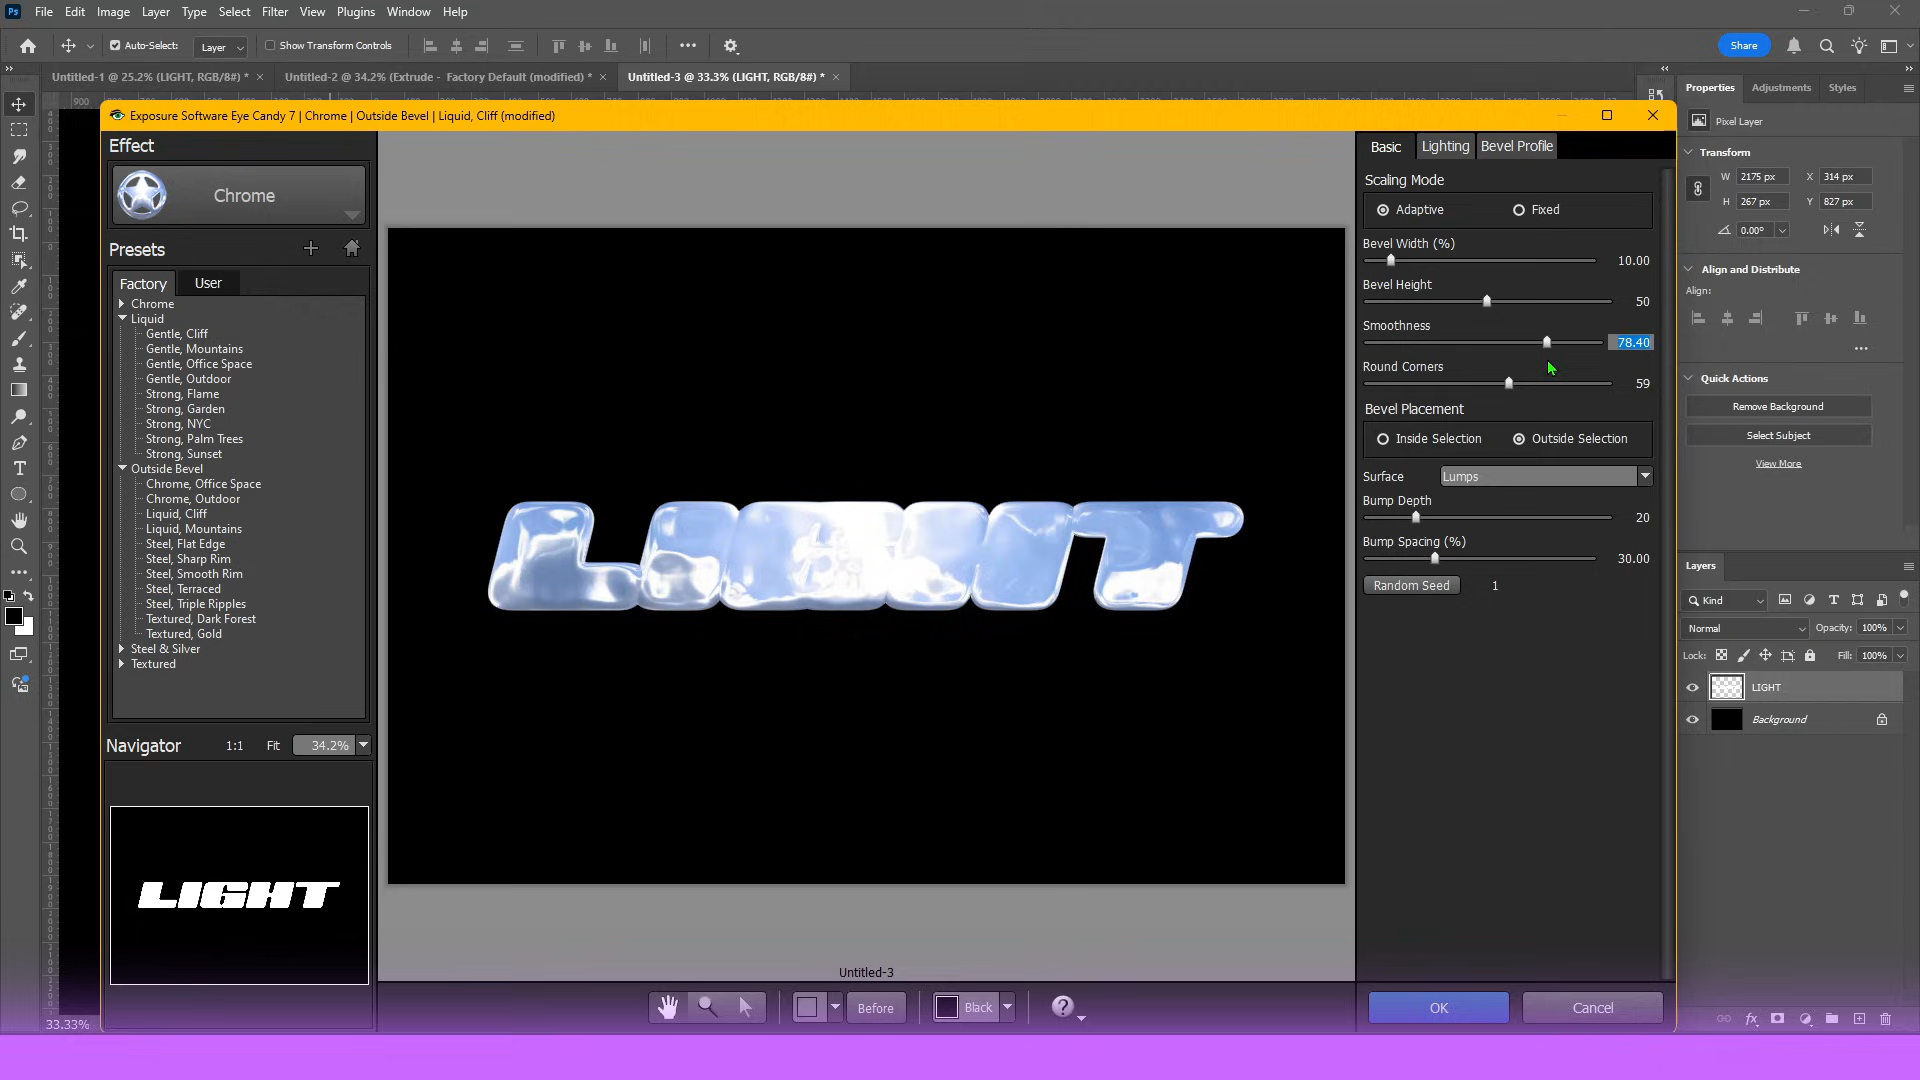 Ps File Edit Image Layer Type Select Filter View Plugins Window Help
Auto-Select: Layer Show Transform Controls Share
Untitled-1 @ 25.2% (LIGHT, RGB/8#) * Untitled-2 @ 34.2% (Extrude - Factory Default (modified) * Untitled-3 @ 33.3% (LIGHT, RGB/8#) *
Exposure Software Eye Candy 7 | Chrome | Outside Bevel | Liquid, Cliff (modified)
Effect
Chrome
Presets
Factory User
Chrome
Liquid
Gentle, Cliff
Gentle, Mountains
Gentle, Office Space
Gentle, Outdoor
Strong, Flame
Strong, Garden
Strong, NYC
Strong, Palm Trees
Strong, Sunset
Outside Bevel
Chrome, Office Space
Chrome, Outdoor
Liquid, Cliff
Liquid, Mountains
Steel, Flat Edge
Steel, Sharp Rim
Steel, Smooth Rim
Steel, Terraced
Steel, Triple Ripples
Textured, Dark Forest
Textured, Gold
Steel & Silver
Textured
Navigator 1:1 Fit 34.2%
LIGHT
33.33%
LIGHT
Untitled-3
Before Black
Basic Lighting Bevel Profile
Scaling Mode
Adaptive Fixed
Bevel Width (%)
10.00
Bevel Height
50
Smoothness
78.40
Round Corners
59
Bevel Placement
Inside Selection Outside Selection
Surface Lumps
Bump Depth
20
Bump Spacing (%)
30.00
Random Seed 1
OK Cancel
Properties Adjustments Styles
Pixel Layer
Transform
W 2175 px X 314 px
H 267 px Y 827 px
0.00°
Align and Distribute
Align:
Quick Actions
Remove Background
Select Subject
View More
Layers
Kind
Normal Opacity: 100%
Lock: Fill: 100%
LIGHT
Background